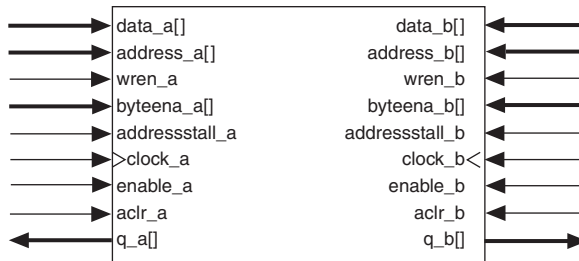 data_a[] data_b[]
address_a[] address_b[]
wren_a wren_b
byteena_a[] byteena_b[]
addressstall_a addressstall_b
clock_a clock_b
enable_a enable_b
aclr_a aclr_b
q_a[] q_b[]